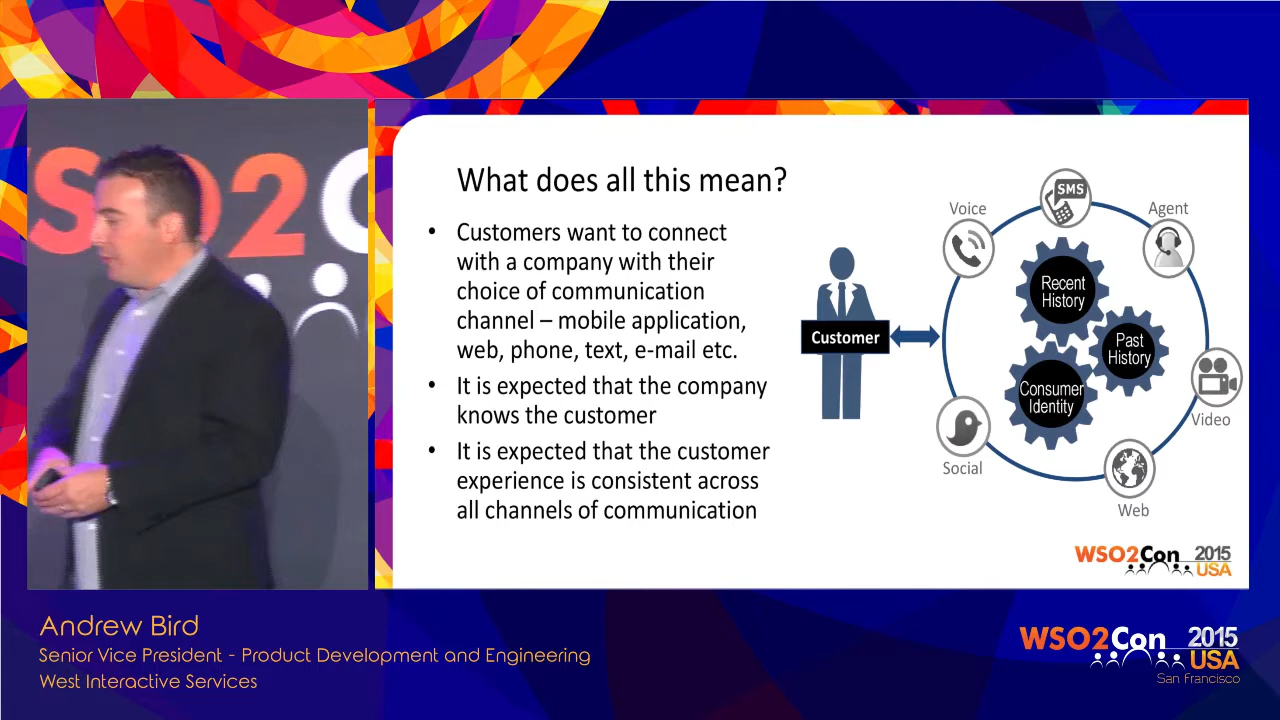 SO2C
What does all this mean?
• Customers want to connect
with a company with their
choice of communication
channel – mobile application,
web, phone, text, e-mail etc.
• It is expected that the company
knows the customer
• It is expected that the customer
experience is consistent across
all channels of communication
Customer
SMS
Voice
Agent
Recent
History
Past
History
Consumer
Identity
Video
Social
Web
WSO2Con 2015
USA
Andrew Bird
Senior Vice President - Product Development and Engineering
West Interactive Services
WSO2Con 2015
USA
San Francisco